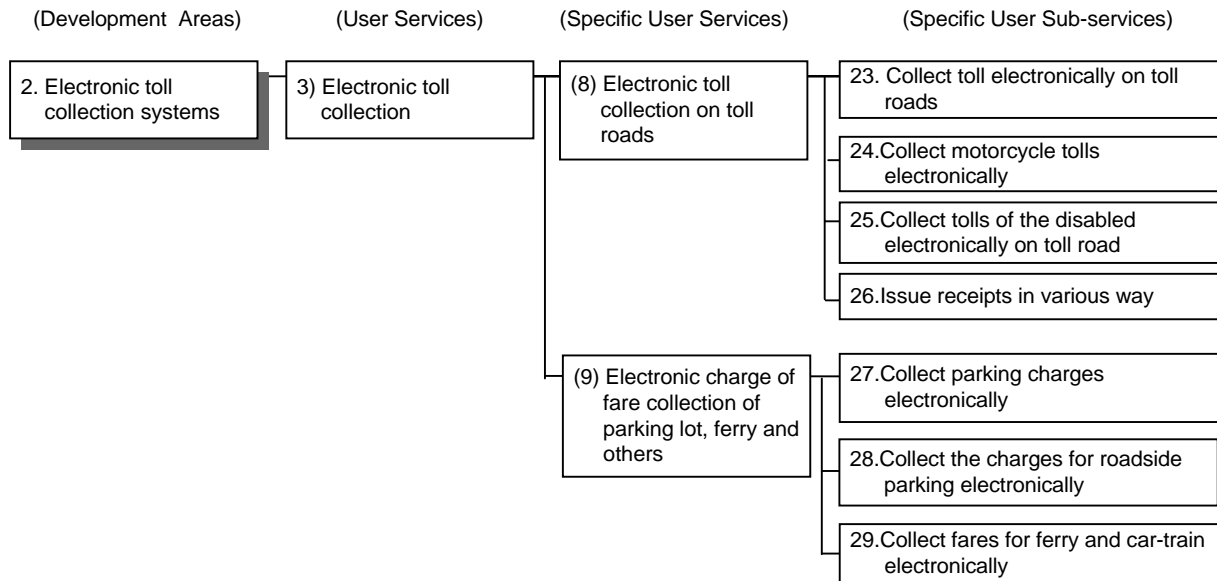 (Development Areas)
(User Services)
(Specific User Services)
(Specific User Sub-services)
2. Electronic toll
collection systems
3) Electronic toll
collection
(8) Electronic toll
collection on toll
roads
23. Collect toll electronically on toll
roads
24.Collect motorcycle tolls
electronically
25.Collect tolls of the disabled
electronically on toll road
26.Issue receipts in various way
(9) Electronic charge of
fare collection of
parking lot, ferry and
others
27.Collect parking charges
electronically
28.Collect the charges for roadside
parking electronically
29.Collect fares for ferry and car-train
electronically